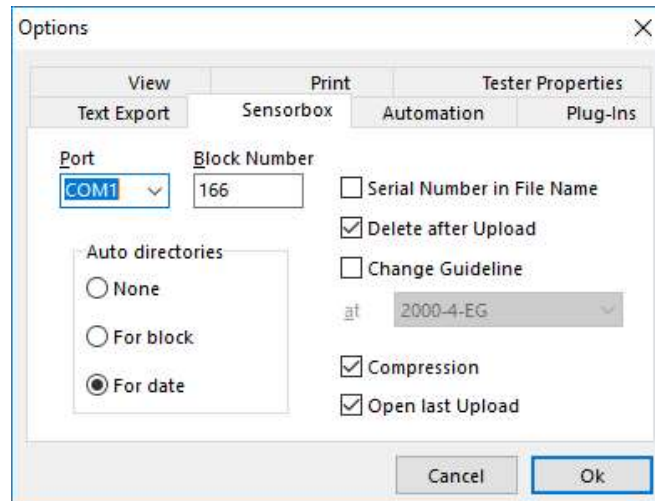 Options
View Print Tester Properties
Text Export Sensorbox Automation Plug-Ins
Port Block Number
COM1 166
Serial Number in File Name
Delete after Upload
Auto directories
Change Guideline
None
at 2000-4-EG
For block
Compression
For date
Open last Upload
Cancel Ok